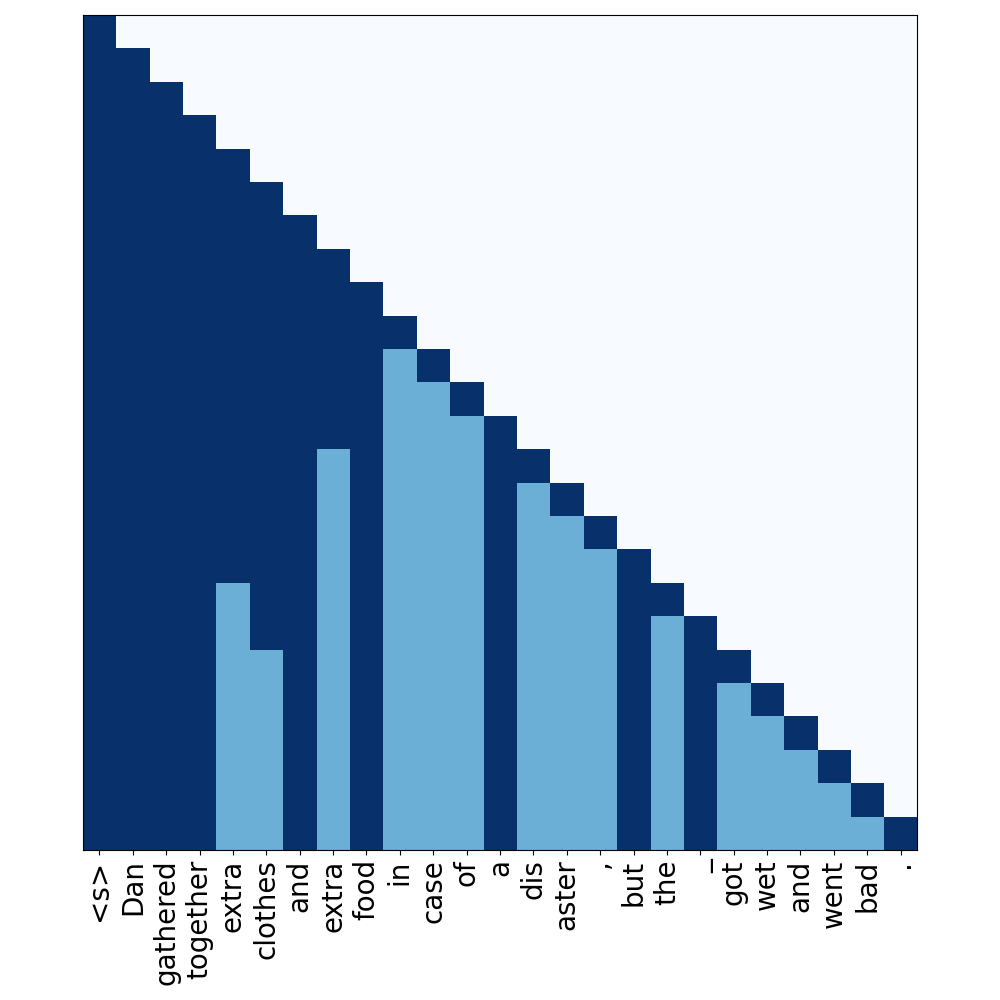 <s>
Dan
gathered
together
extra
clothes
and
extra
food
in
case
of
a
dis
aster
,
but
the
_
got
wet
and
went
bad
.